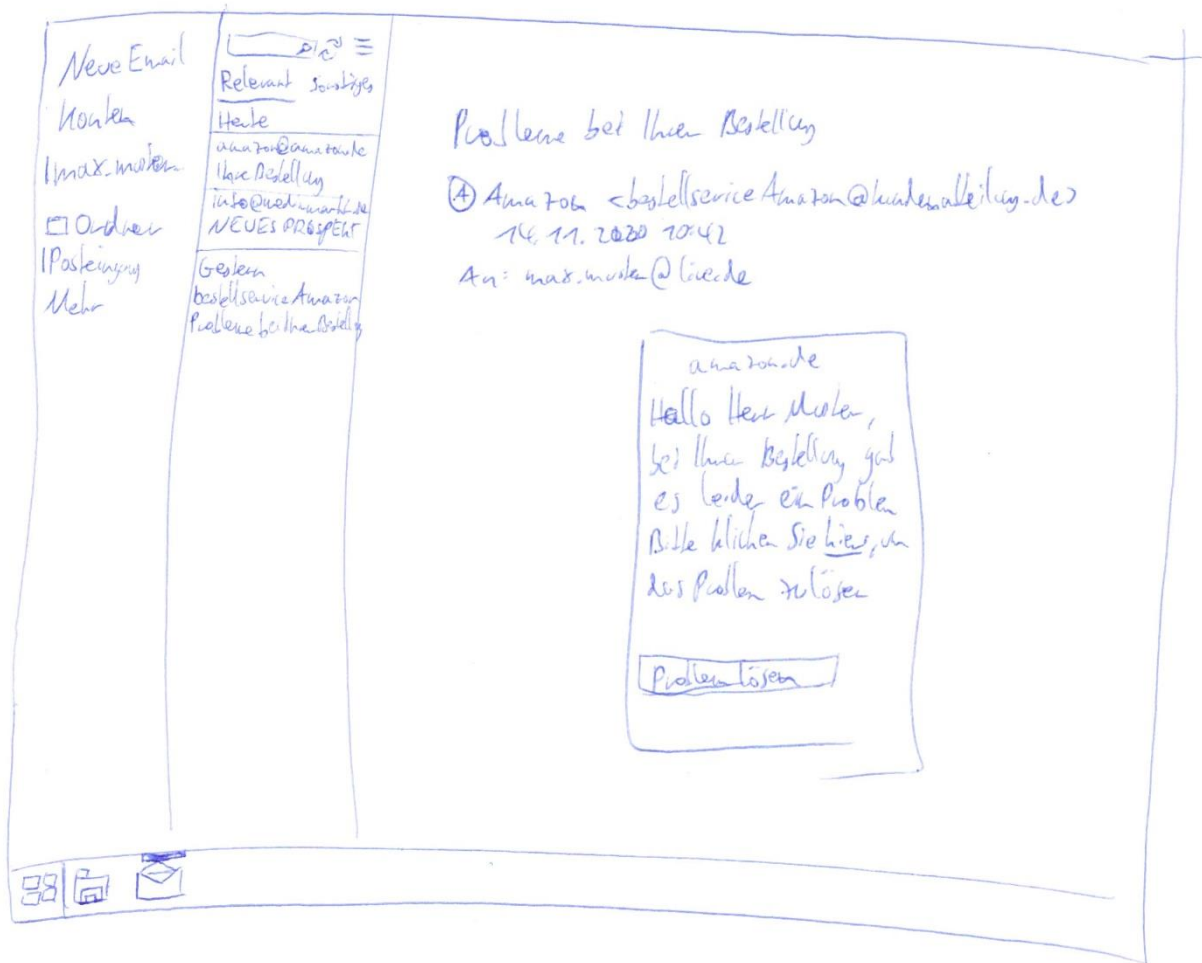 Neue Email
Konten
max.muster
Ordner
Posteingang
Mehr
Relevant Sonstiges
Heute
amazon@amazon.de
Ihre Bestellung
info@mediamarkt.de
NEUES PROSPEKT
Gestern
bestellservice Amazon
Probleme bei Ihrer Bestellg
Probleme bei Ihrer Bestellung
A Amazon <bestellserviceAmazon@kundenabteilung.de>
14.11.2020 10:42
An: max.muster@live.de
amazon.de
Hallo Herr Muster,
bei Ihrer Bestellung gab
es leider ein Problem
Bitte klicken Sie hier, um
das Problem zu lösen
Problem lösen